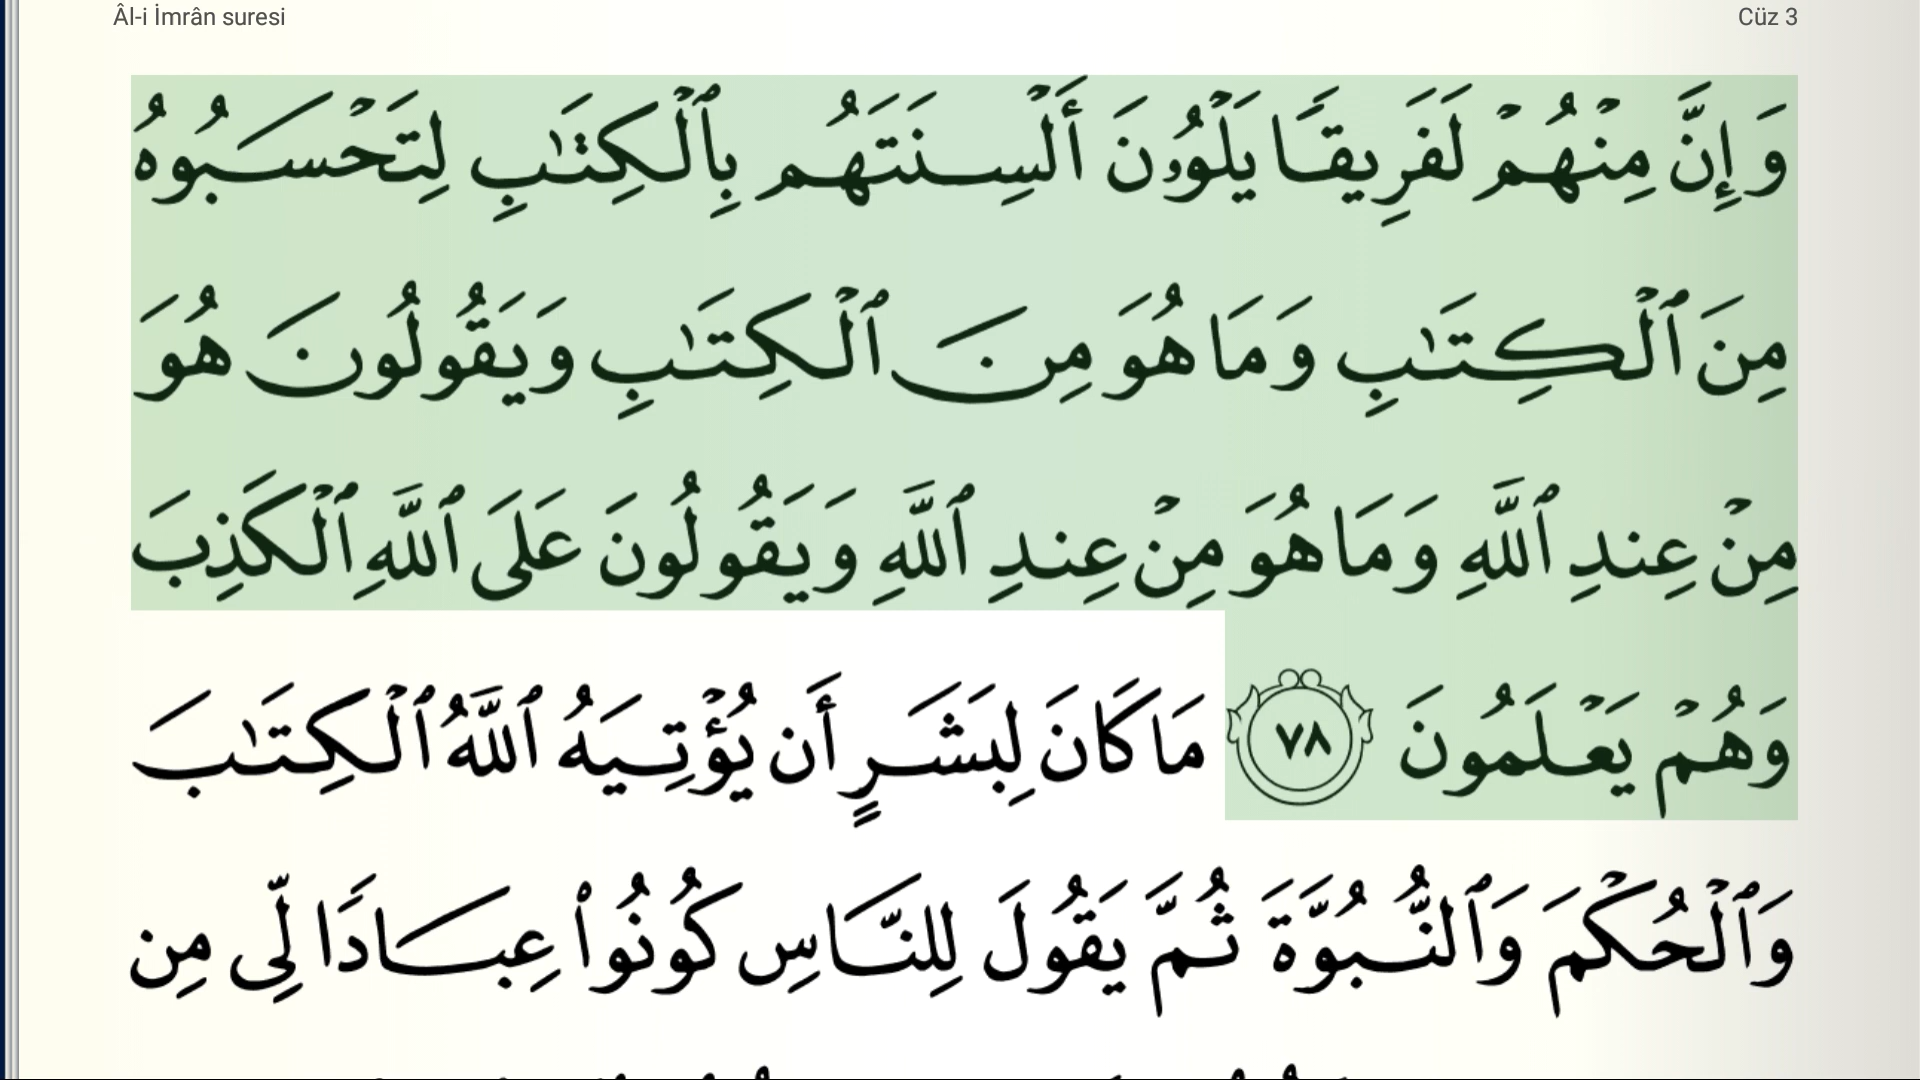 Âl-i İmrân suresi Cüz 3
وَإِنَّ مِنْهُمْ لَفَرِيقًا يَلْوُۥنَ أَلْسِنَتَهُم بِٱلْكِتَٰبِ لِتَحْسَبُوهُ
مِنَ ٱلْكِتَٰبِ وَمَا هُوَ مِنَ ٱلْكِتَٰبِ وَيَقُولُونَ هُوَ
مِنْ عِندِ ٱللَّهِ وَمَا هُوَ مِنْ عِندِ ٱللَّهِ وَيَقُولُونَ عَلَى ٱللَّهِ ٱلْكَذِبَ
وَهُمْ يَعْلَمُونَ ٧٨ مَا كَانَ لِبَشَرٍ أَن يُؤْتِيَهُ ٱللَّهُ ٱلْكِتَٰبَ
وَٱلْحُكْمَ وَٱلنُّبُوَّةَ ثُمَّ يَقُولَ لِلنَّاسِ كُونُوا۟ عِبَادًا لِّى مِن